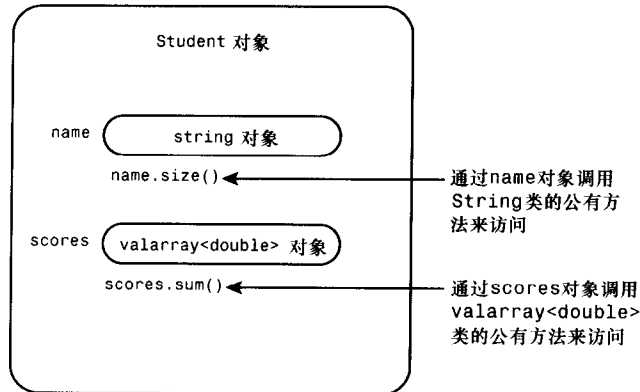 Student 对象
name
string 对象
name.size()
通过name对象调用
String类的公有方
法来访问
scores
valarray<double> 对象
scores.sum()
通过scores对象调用
valarray<double>
类的公有方法来访问